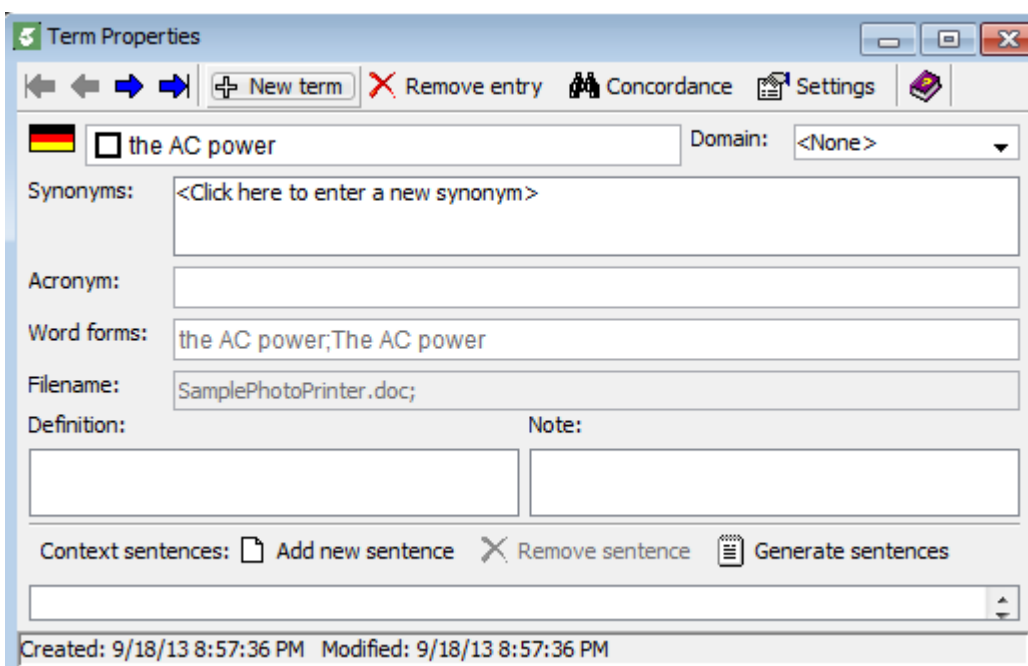 Term Properties
New term Remove entry Concordance Settings
the AC power Domain: <None>
Synonyms: <Click here to enter a new synonym>
Acronym:
Word forms: the AC power;The AC power
Filename: SamplePhotoPrinter.doc;
Definition: Note:
Context sentences: Add new sentence Remove sentence Generate sentences
Created: 9/18/13 8:57:36 PM Modified: 9/18/13 8:57:36 PM